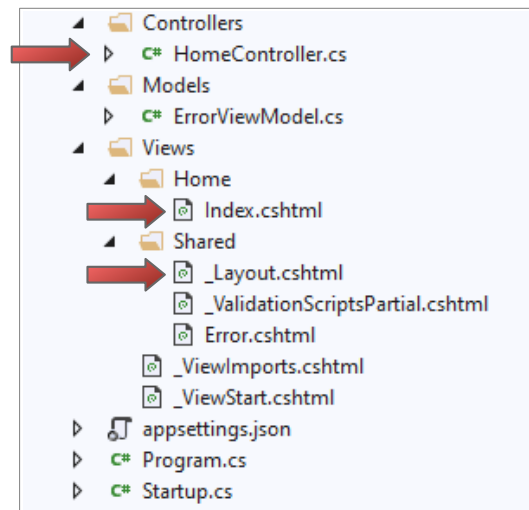 Controllers
C# HomeController.cs
Models
C# ErrorViewModel.cs
Views
Home
Index.cshtml
Shared
_Layout.cshtml
_ValidationScriptsPartial.cshtml
Error.cshtml
_ViewImports.cshtml
_ViewStart.cshtml
appsettings.json
C# Program.cs
C# Startup.cs